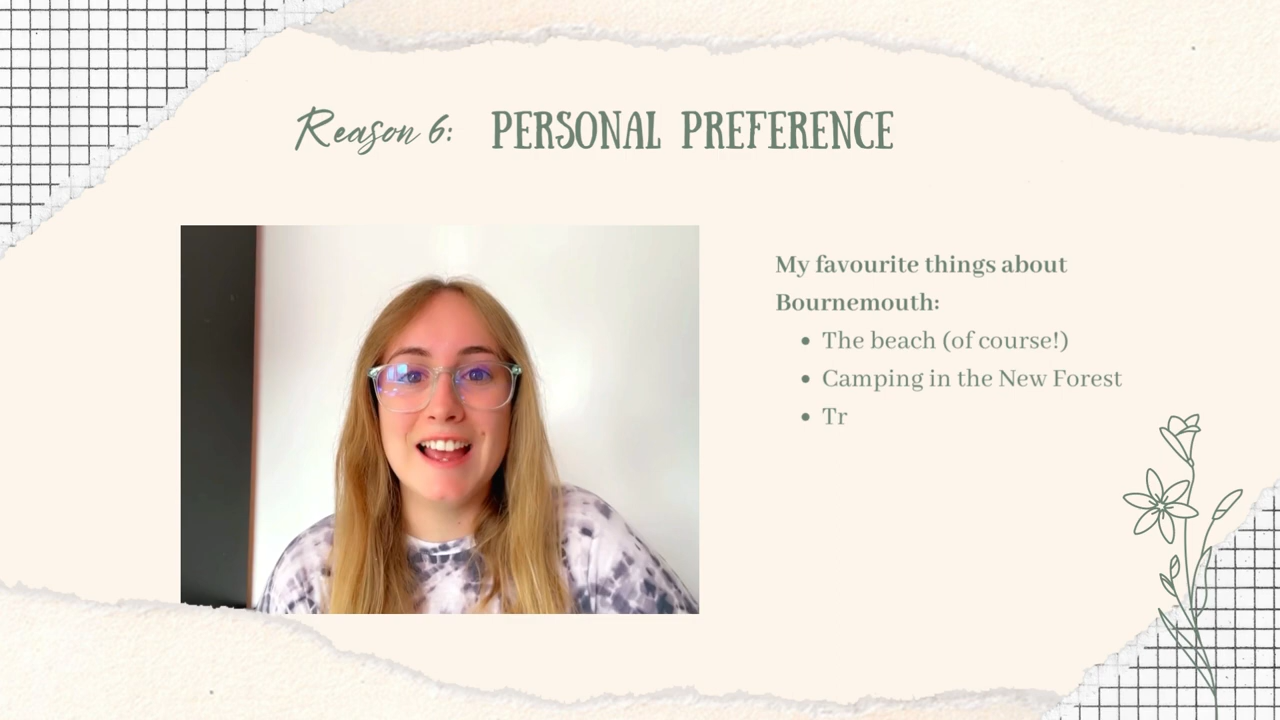 Reason 6: PERSONAL PREFERENCE
My favourite things about
Bournemouth:
• The beach (of course!)
• Camping in the New Forest
• Tr